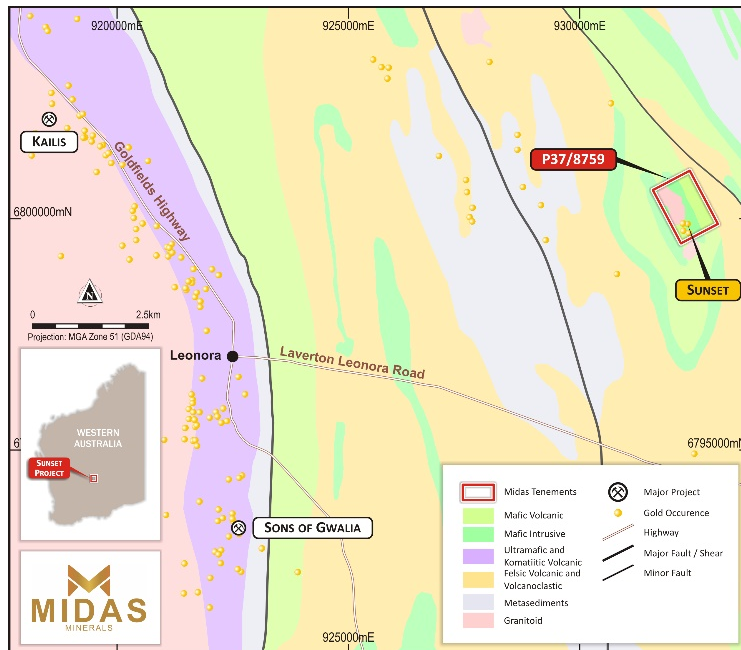 920000mE
925000mE
930000mE
KAILIS
Goldfields Highway
P37/8759
6800000mN
SUNSET
N
0 2.5km
Projection: MGA Zone 51 (GDA94)
Leonora
Laverton Leonora Road
WESTERN
AUSTRALIA
SUNSET
PROJECT
6795000mN
SONS OF GWALIA
MIDAS
MINERALS
925000mE
Midas Tenements
Mafic Volcanic
Mafic Intrusive
Ultramafic and
Komatiitic Volcanic
Felsic Volcanic and
Volcanoclastic
Metasediments
Granitoid
Major Project
Gold Occurence
Highway
Major Fault / Shear
Minor Fault